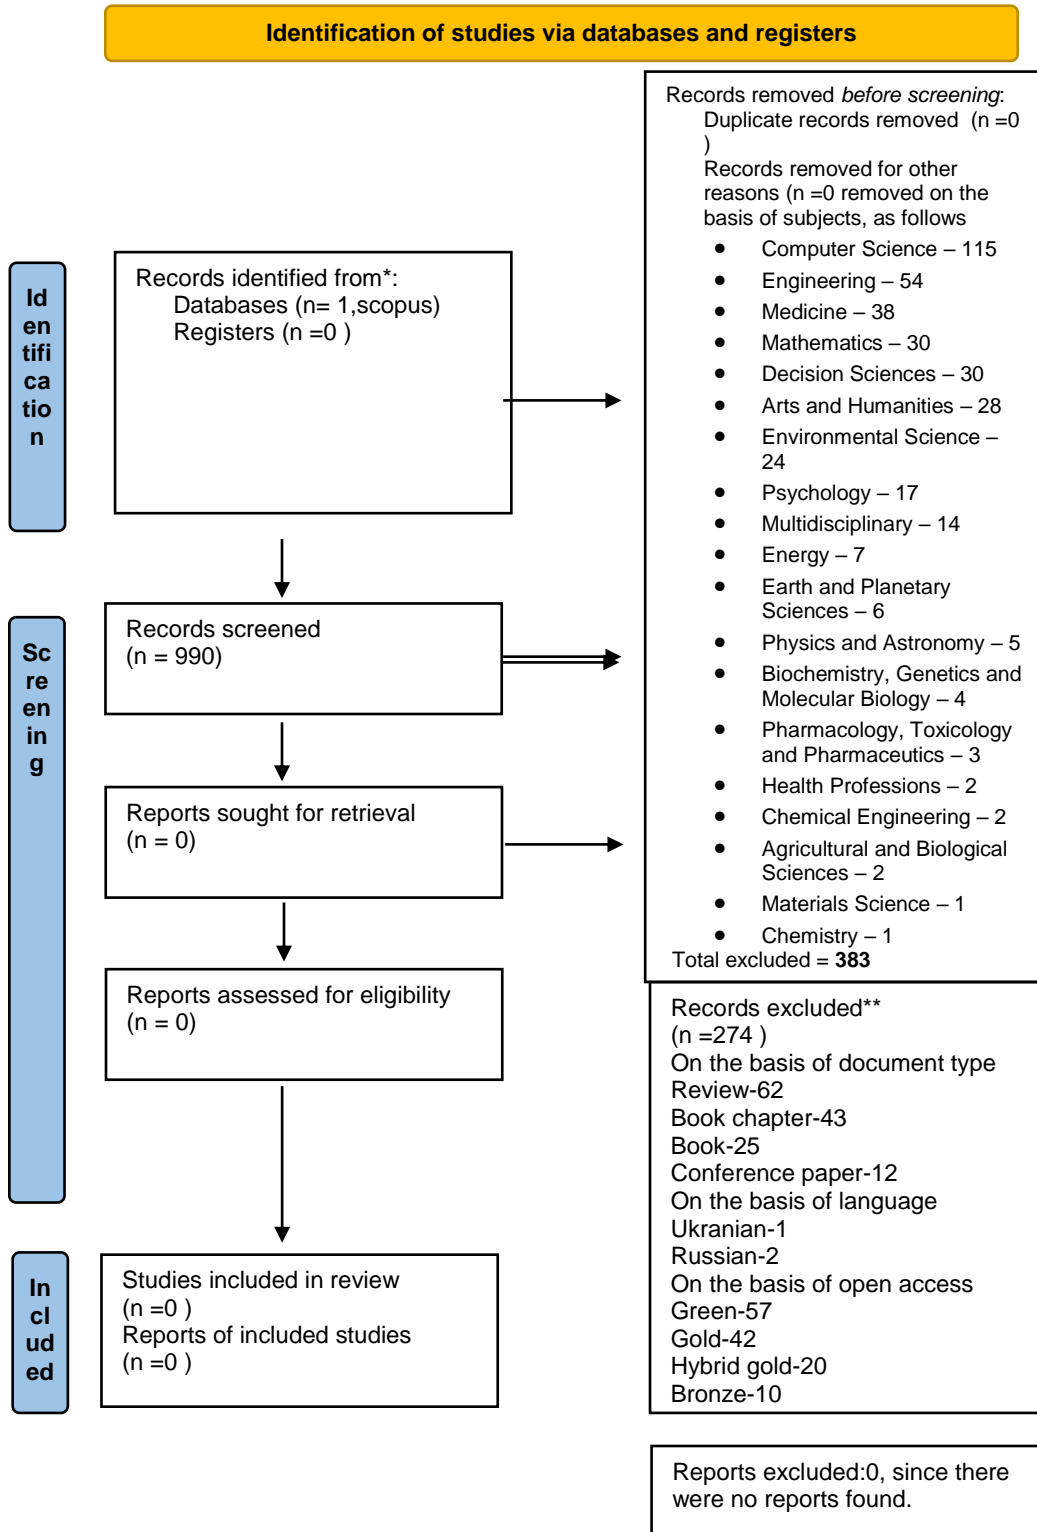 Identification of studies via databases and registers
Records removed before screening:
Duplicate records removed  (n =0
)
Records removed for other
reasons (n =0 removed on the
basis of subjects, as follows
● Computer Science – 115
● Engineering – 54
● Medicine – 38
● Mathematics – 30
● Decision Sciences – 30
● Arts and Humanities – 28
● Environmental Science –
24
● Psychology – 17
● Multidisciplinary – 14
● Energy – 7
● Earth and Planetary
Sciences – 6
● Physics and Astronomy – 5
● Biochemistry, Genetics and
Molecular Biology – 4
● Pharmacology, Toxicology
and Pharmaceutics – 3
● Health Professions – 2
● Chemical Engineering – 2
● Agricultural and Biological
Sciences – 2
● Materials Science – 1
● Chemistry – 1
Total excluded = 383
Id
en
tifi
ca
tio
n
Records identified from*:
Databases (n= 1,scopus)
Registers (n =0 )
Sc
re
en
in
g
Records screened
(n = 990)
Reports sought for retrieval
(n = 0)
Reports assessed for eligibility
(n = 0)
Records excluded**
(n =274 )
On the basis of document type
Review-62
Book chapter-43
Book-25
Conference paper-12
On the basis of language
Ukranian-1
Russian-2
On the basis of open access
Green-57
Gold-42
Hybrid gold-20
Bronze-10
In
cl
ud
ed
Studies included in review
(n =0 )
Reports of included studies
(n =0 )
Reports excluded:0, since there
were no reports found.